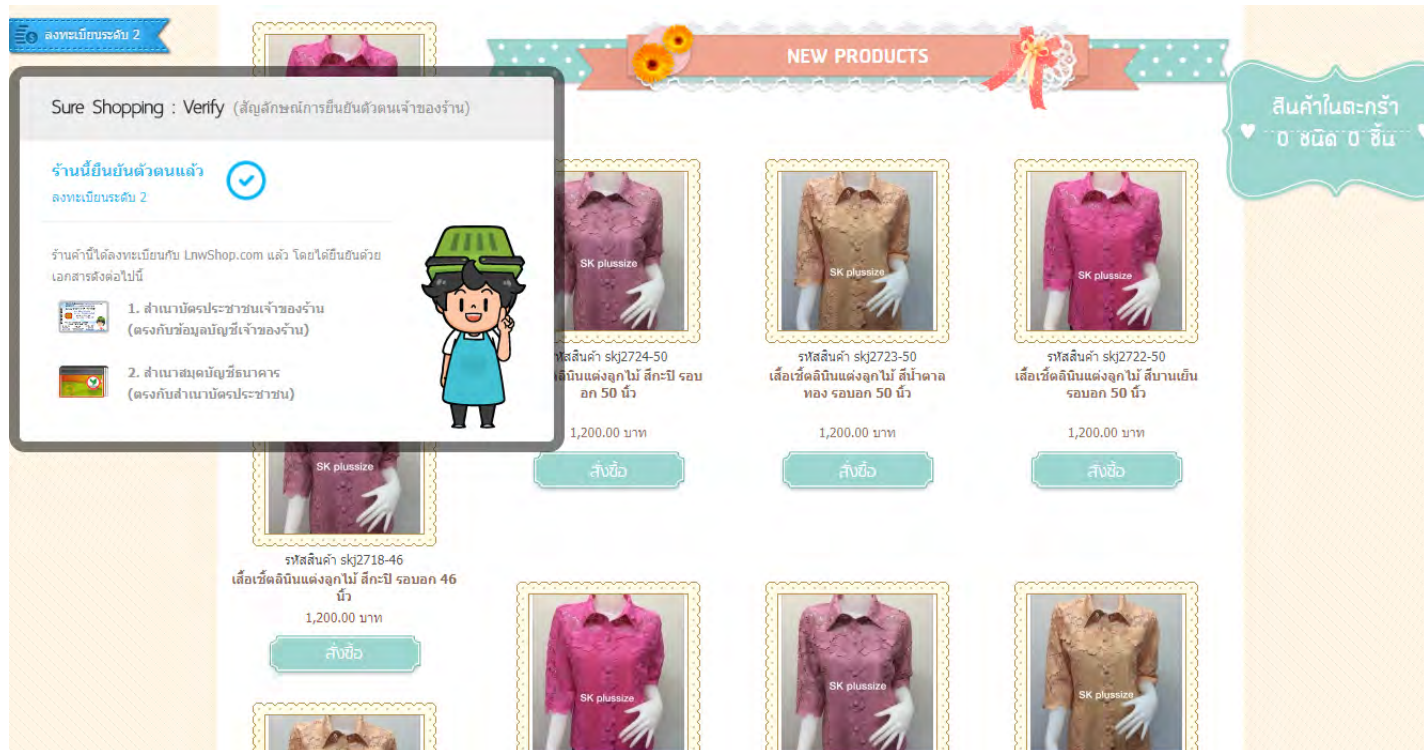 ลงทะเบียนระดับ 2
NEW PRODUCTS
สินค้าในตะกร้า
0 ชนิด 0 ชิ้น
Sure Shopping : Verify (สัญลักษณ์การยืนยันตัวตนเจ้าของร้าน)
ร้านนี้ยืนยันตัวตนแล้ว
ลงทะเบียนระดับ 2
ร้านค้านี้ได้ลงทะเบียนกับ LnwShop.com แล้ว โดยได้ยืนยันด้วย
เอกสารดังต่อไปนี้
1. สำเนาบัตรประชาชนเจ้าของร้าน
(ตรงกับข้อมูลบัญชีเจ้าของร้าน)
2. สำเนาสมุดบัญชีธนาคาร
(ตรงกับสำเนาบัตรประชาชน)
SK plussize
รหัสสินค้า skj2718-46
เสื้อเชิ้ตลินินแต่งลูกไม้ สีกะปิ รอบอก 46
นิ้ว
1,200.00 บาท
สั่งซื้อ
SK plussize
รหัสสินค้า skj2724-50
ลินินแต่งลูกไม้ สีกะปิ รอบ
อก 50 นิ้ว
1,200.00 บาท
สั่งซื้อ
SK plussize
รหัสสินค้า skj2723-50
เสื้อเชิ้ตลินินแต่งลูกไม้ สีน้ำตาล
ทอง รอบอก 50 นิ้ว
1,200.00 บาท
สั่งซื้อ
SK plussize
รหัสสินค้า skj2722-50
เสื้อเชิ้ตลินินแต่งลูกไม้ สีบานเย็น
รอบอก 50 นิ้ว
1,200.00 บาท
สั่งซื้อ
SK plussize
SK plussize
SK plussize